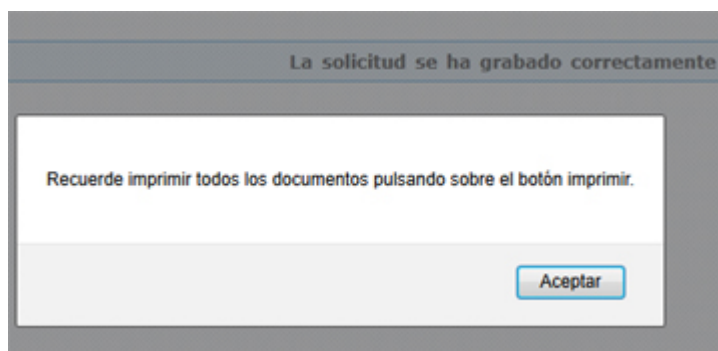 La solicitud se ha grabado correctamente
Recuerde imprimir todos los documentos pulsando sobre el botón imprimir.
Aceptar